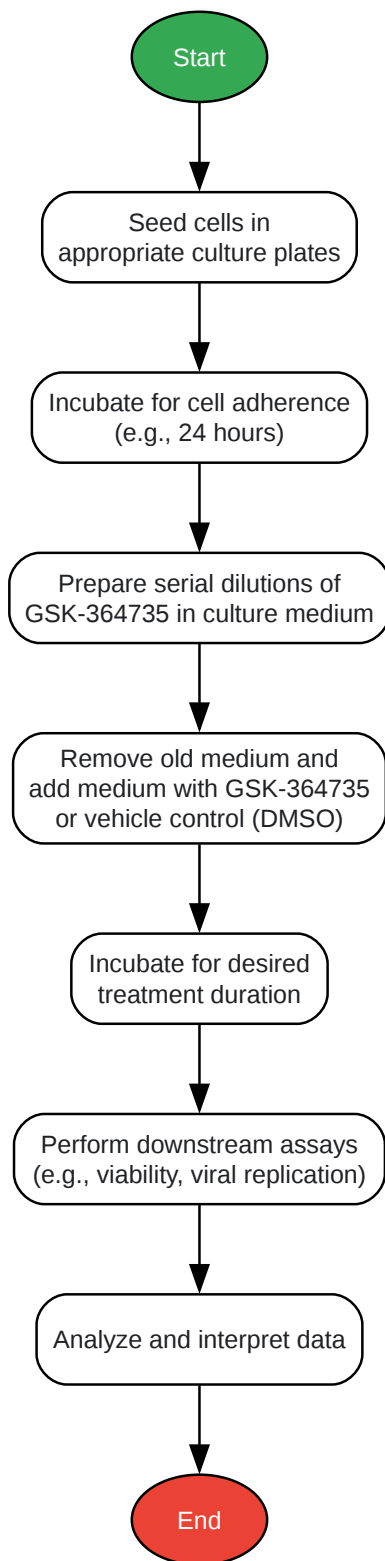 Start
Seed cells in
appropriate culture plates
Incubate for cell adherence
(e.g., 24 hours)
Prepare serial dilutions of
GSK-364735 in culture medium
Remove old medium and
add medium with GSK-364735
or vehicle control (DMSO)
Incubate for desired
treatment duration
Perform downstream assays
(e.g., viability, viral replication)
Analyze and interpret data
End